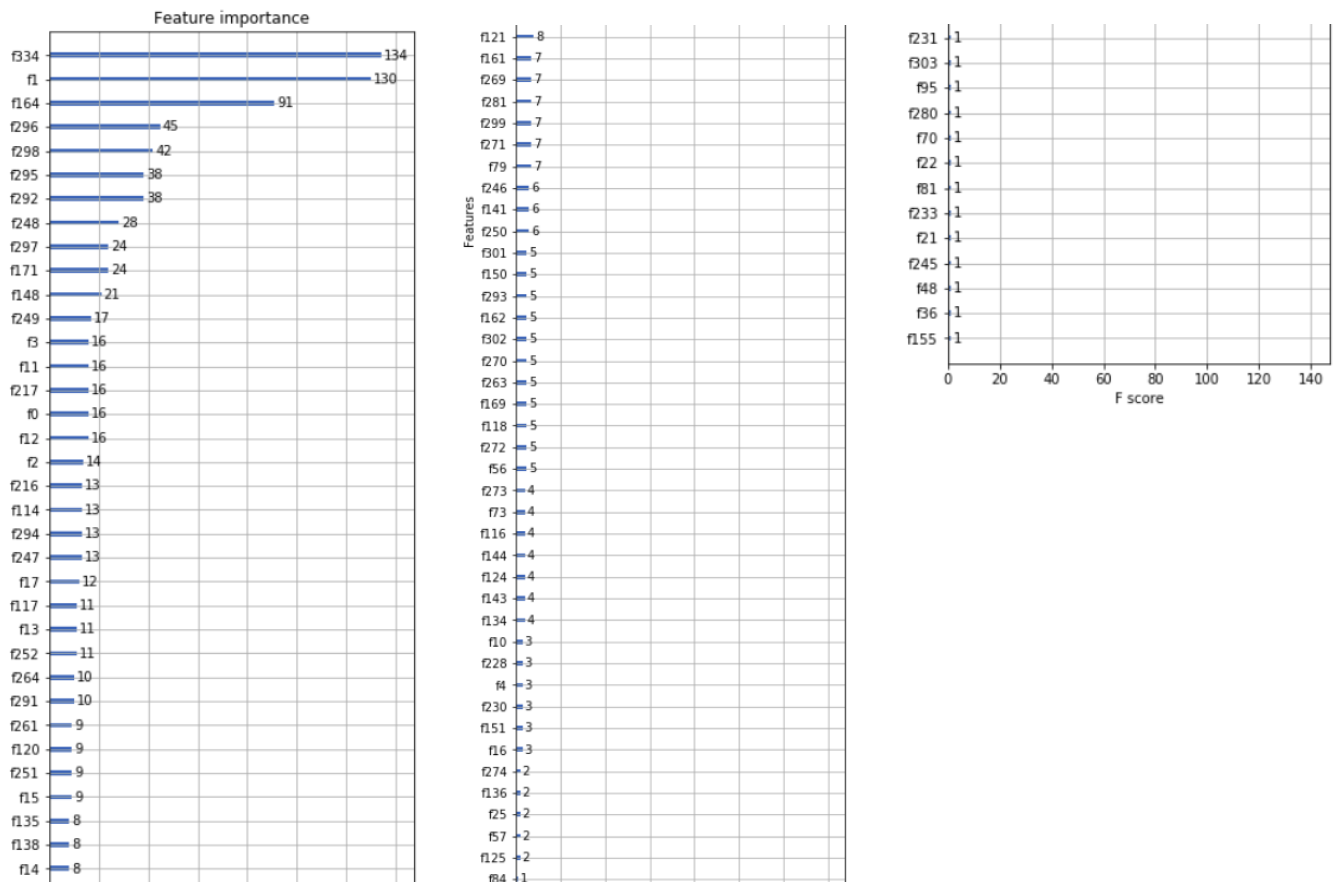 Feature importance
f334 134
f1 130
f164 91
f296 45
f298 42
f295 38
f292 38
f248 28
f297 24
f171 24
f148 21
f249 17
f3 16
f11 16
f217 16
f0 16
f12 16
f2 14
f216 13
f114 13
f294 13
f247 13
f17 12
f117 11
f13 11
f252 11
f264 10
f291 10
f261 9
f120 9
f251 9
f15 9
f135 8
f138 8
f14 8
Features
f121 8
f161 7
f269 7
f281 7
f299 7
f271 7
f79 7
f246 6
f141 6
f250 6
f301 5
f150 5
f293 5
f162 5
f302 5
f270 5
f263 5
f169 5
f118 5
f272 5
f56 5
f273 4
f73 4
f116 4
f144 4
f124 4
f143 4
f134 4
f10 3
f228 3
f4 3
f230 3
f151 3
f16 3
f274 2
f136 2
f25 2
f57 2
f125 2
f84 1
f231 1
f303 1
f95 1
f280 1
f70 1
f22 1
f81 1
f233 1
f21 1
f245 1
f48 1
f36 1
f155 1
0 20 40 60 80 100 120 140
F score